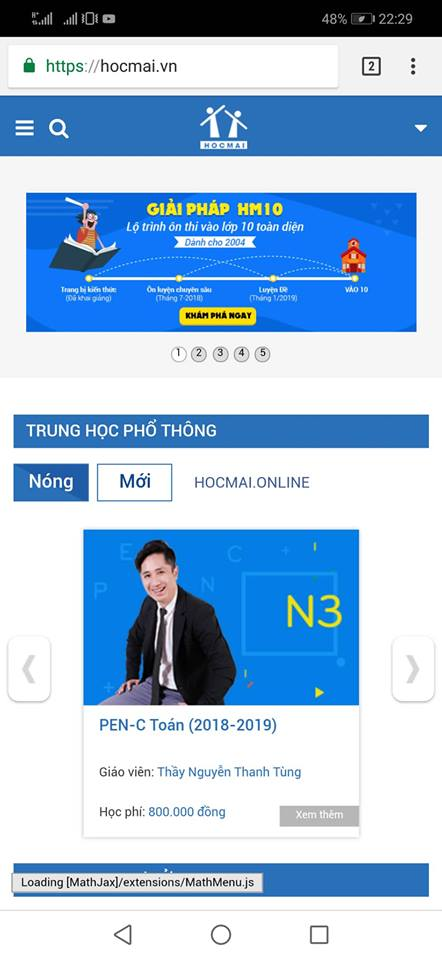 48% 22:29
https://hocmai.vn
2
HOCMAI
GIẢI PHÁP HM10
Lộ trình ôn thi vào lớp 10 toàn diện
Dành cho 2004
Trang bị kiến thức
(Đã khai giảng)
Ôn luyện chuyên sâu
(Tháng 7-2018)
Luyện Đề
(Tháng 1/2019)
VÀO 10
KHÁM PHÁ NGAY
1 2 3 4 5
TRUNG HỌC PHỔ THÔNG
Nóng Mới HOCMAI.ONLINE
P E N C
N3
PEN-C Toán (2018-2019)
Giáo viên: Thầy Nguyễn Thanh Tùng
Học phí: 800.000 đồng
Xem thêm
Loading [MathJax]/extensions/MathMenu.js